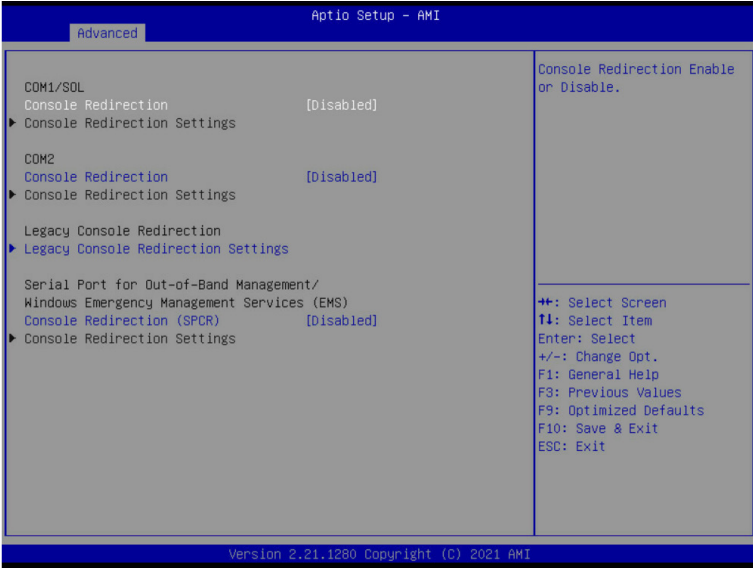 Aptio Setup – AMI
Advanced
COM1/SOL
Console Redirection [Disabled]
▶ Console Redirection Settings
COM2
Console Redirection [Disabled]
▶ Console Redirection Settings
Legacy Console Redirection
▶ Legacy Console Redirection Settings
Serial Port for Out-of-Band Management/
Windows Emergency Management Services (EMS)
Console Redirection (SPCR) [Disabled]
▶ Console Redirection Settings
Console Redirection Enable
or Disable.
→←: Select Screen
↑↓: Select Item
Enter: Select
+/-: Change Opt.
F1: General Help
F3: Previous Values
F9: Optimized Defaults
F10: Save & Exit
ESC: Exit
Version 2.21.1280 Copyright (C) 2021 AMI